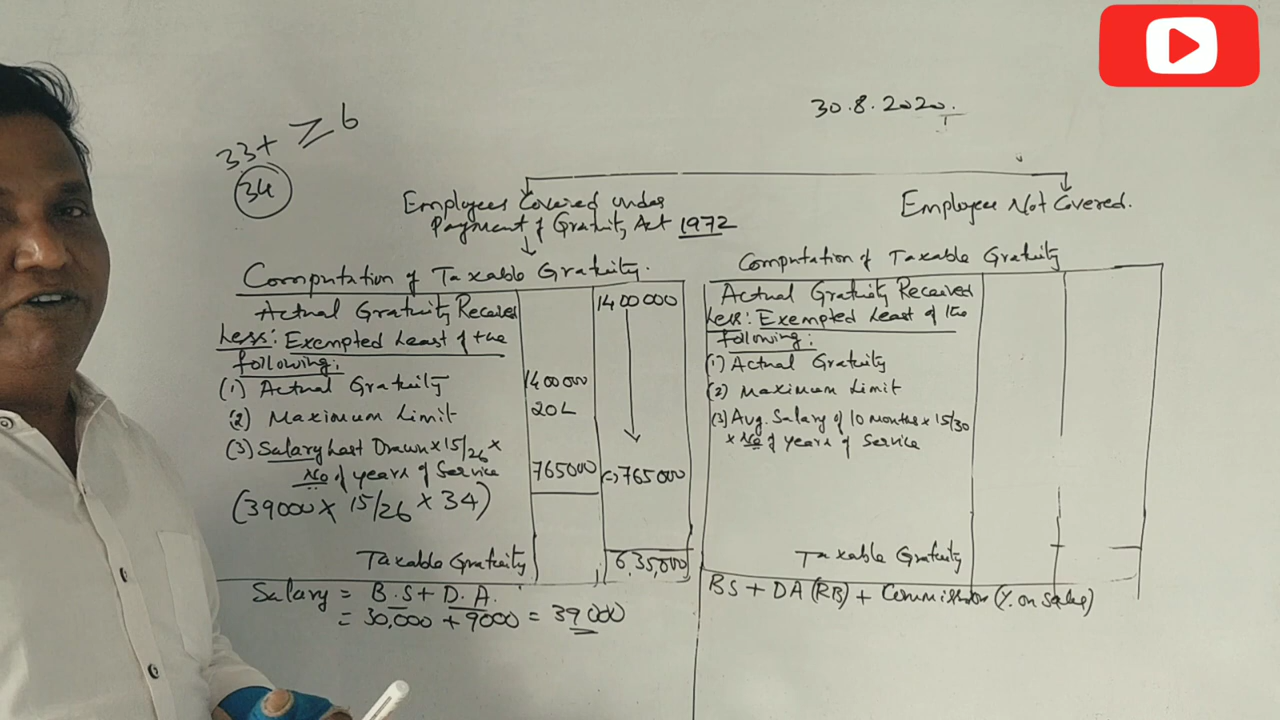 30.8.2020.
33+ ≥ 6
34
Employees Covered under
Payment of Gratuity Act 1972
Computation of Taxable Gratuity.
Actual Gratuity Received 1400000
Less: Exempted Least of the
following:
(1) Actual Gratuity 1400000
(2) Maximum Limit 20L
(3) Salary Last Drawn × 15/26 ×
No of years of Service 765000 (-) 765000
(39000 × 15/26 × 34)
Taxable Gratuity 6,35,000
Salary = B.S + D.A.
= 30,000 + 9000 = 39000
Employee Not Covered.
Computation of Taxable Gratuity
Actual Gratuity Received
Less: Exempted Least of the
following:
(1) Actual Gratuity
(2) Maximum Limit
(3) Avg. Salary of 10 months × 15/30
× No of years of Service
Taxable Gratuity
BS + DA (RB) + Commission (% on Sales)